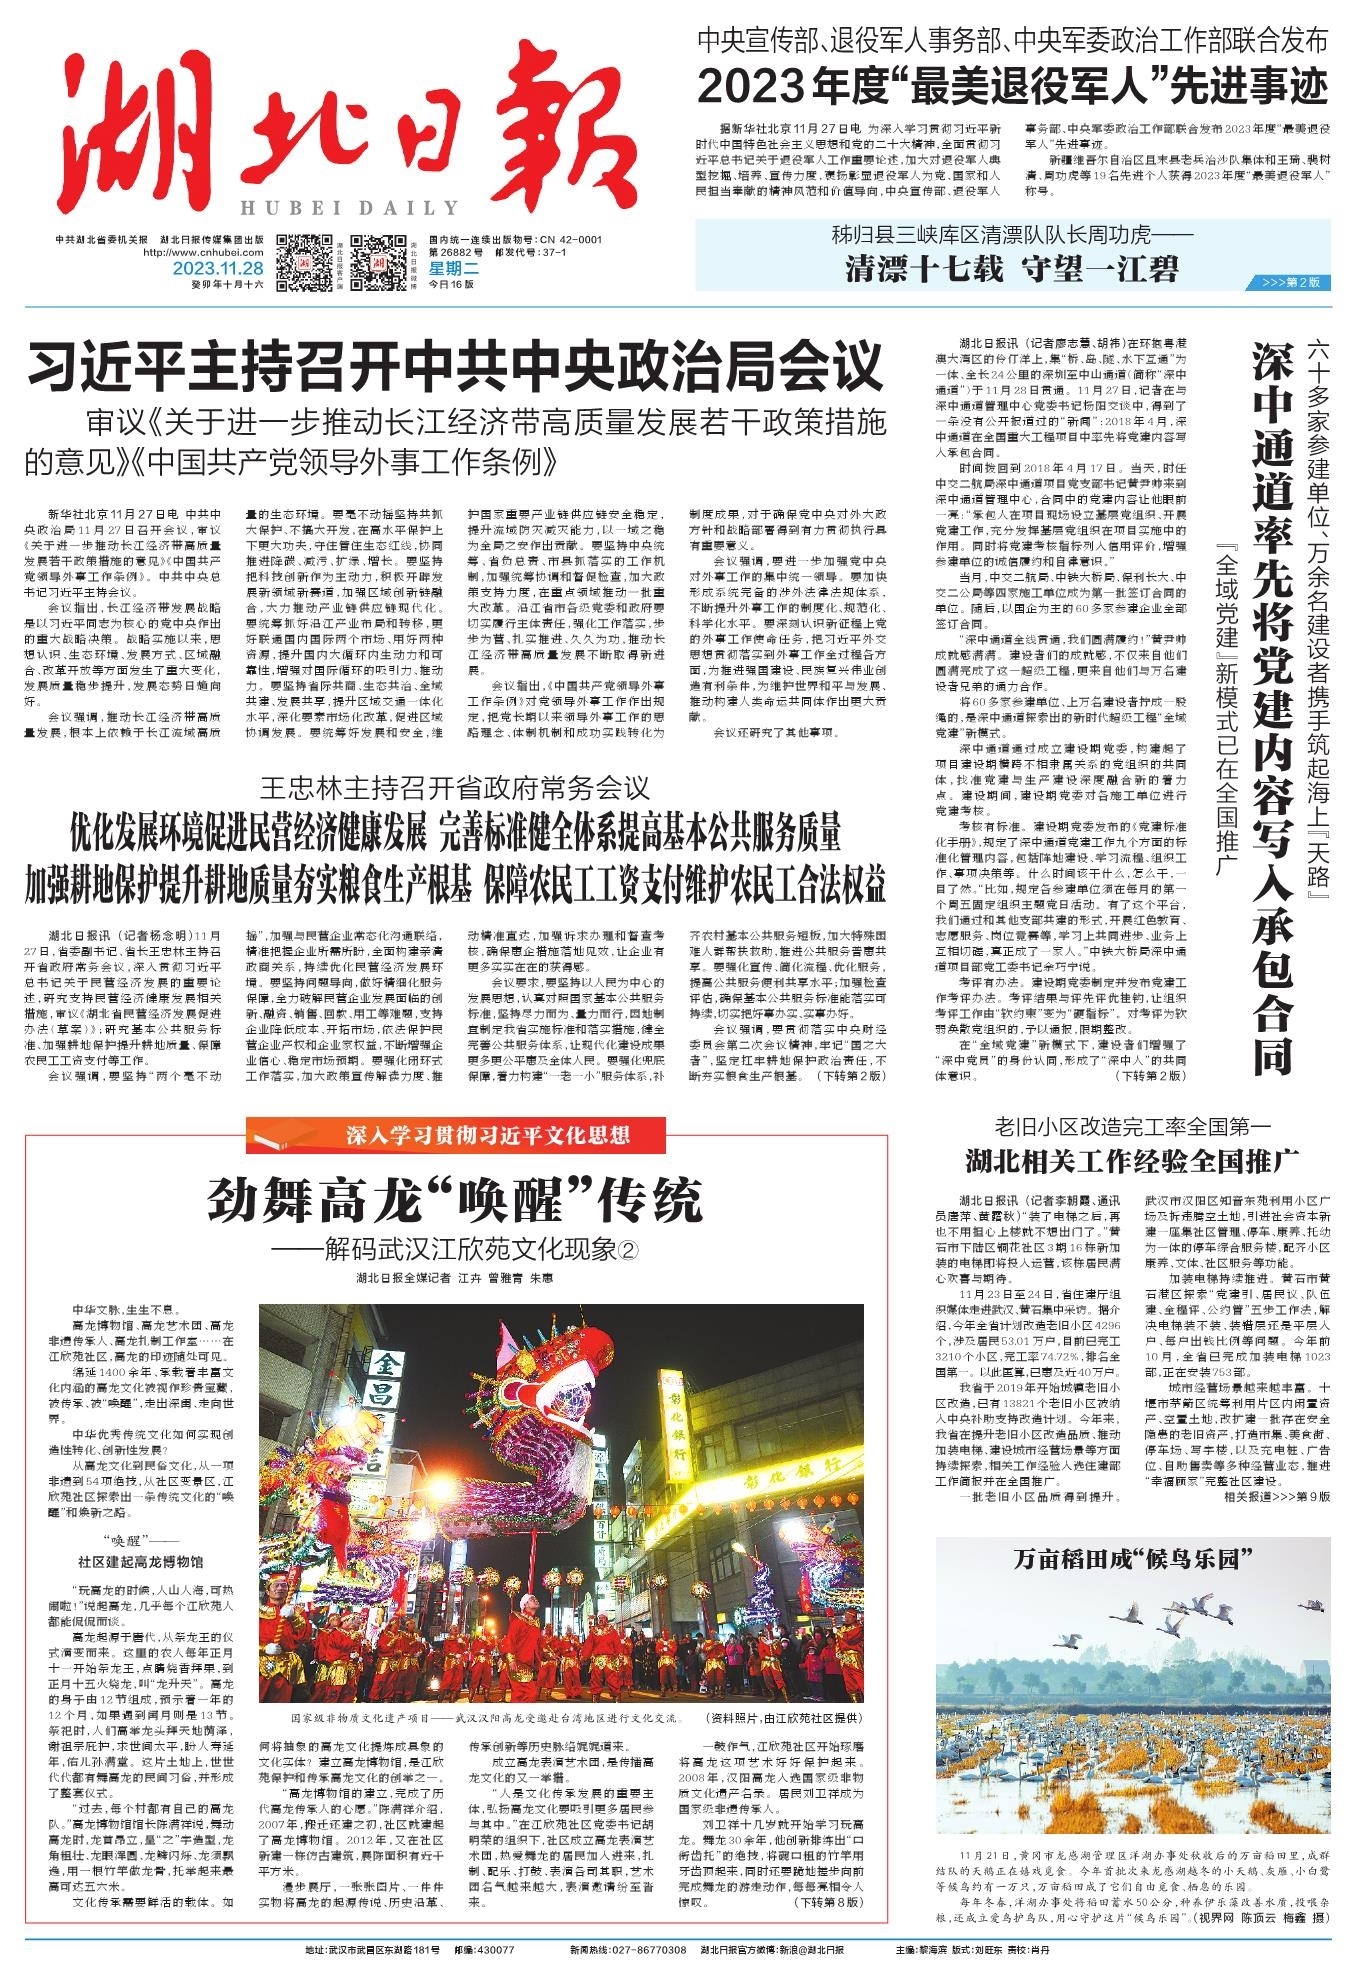 湖北日报
HUBEI DAILY
中共湖北省委机关报 湖北日报传媒集团出版
http://www.cnhubei.com
2023.11.28
癸卯年十月十六
湖北日报客户端
湖北日报微博
国内统一连续出版物号:CN 42-0001
第26882号 邮发代号:37-1
星期二
今日16版
中央宣传部、退役军人事务部、中央军委政治工作部联合发布
2023年度“最美退役军人”先进事迹
据新华社北京11月27日电 为深入学习贯彻习近平新
时代中国特色社会主义思想和党的二十大精神,全面贯彻习
近平总书记关于退役军人工作重要论述,加大对退役军人典
型挖掘、培养、宣传力度,褒扬彰显退役军人为党、国家和人
民担当奉献的精神风范和价值导向,中央宣传部、退役军人
事务部、中央军委政治工作部联合发布2023年度“最美退役
军人”先进事迹。
新疆维吾尔自治区且末县老兵治沙队集体和王琦、裴树
清、周功虎等19名先进个人获得2023年度“最美退役军人”
称号。
秭归县三峡库区清漂队队长周功虎——
清漂十七载 守望一江碧
>>>第2版
习近平主持召开中共中央政治局会议
审议《关于进一步推动长江经济带高质量发展若干政策措施
的意见》《中国共产党领导外事工作条例》
新华社北京11月27日电 中共中
央政治局11月27日召开会议,审议
《关于进一步推动长江经济带高质量
发展若干政策措施的意见》《中国共产
党领导外事工作条例》。中共中央总
书记习近平主持会议。
会议指出,长江经济带发展战略
是以习近平同志为核心的党中央作出
的重大战略决策。战略实施以来,思
想认识、生态环境、发展方式、区域融
合、改革开放等方面发生了重大变化,
发展质量稳步提升,发展态势日趋向
好。
会议强调,推动长江经济带高质
量发展,根本上依赖于长江流域高质
量的生态环境。要毫不动摇坚持共抓
大保护、不搞大开发,在高水平保护上
下更大功夫,守住管住生态红线,协同
推进降碳、减污、扩绿、增长。要坚持
把科技创新作为主动力,积极开辟发
展新领域新赛道,加强区域创新链融
合,大力推动产业链供应链现代化。
要统筹抓好沿江产业布局和转移,更
好联通国内国际两个市场、用好两种
资源,提升国内大循环内生动力和可
靠性,增强对国际循环的吸引力、推动
力。要坚持省际共商、生态共治、全域
共建、发展共享,提升区域交通一体化
水平,深化要素市场化改革,促进区域
协调发展。要统筹好发展和安全,维
护国家重要产业链供应链安全稳定,
提升流域防灾减灾能力,以一域之稳
为全局之安作出贡献。要坚持中央统
筹、省负总责、市县抓落实的工作机
制,加强统筹协调和督促检查,加大政
策支持力度,在重点领域推动一批重
大改革。沿江省市各级党委和政府要
切实履行主体责任,强化工作落实,步
步为营、扎实推进、久久为功,推动长
江经济带高质量发展不断取得新进
展。
会议指出,《中国共产党领导外事
工作条例》对党领导外事工作作出规
定,把党长期以来领导外事工作的思
路理念、体制机制和成功实践转化为
制度成果,对于确保党中央对外大政
方针和战略部署得到有力贯彻执行具
有重要意义。
会议强调,要进一步加强党中央
对外事工作的集中统一领导。要加快
形成系统完备的涉外法律法规体系,
不断提升外事工作的制度化、规范化、
科学化水平。要深刻认识新征程上党
的外事工作使命任务,把习近平外交
思想贯彻落实到外事工作全过程各方
面,为推进强国建设、民族复兴伟业创
造有利条件,为维护世界和平与发展、
推动构建人类命运共同体作出更大贡
献。
会议还研究了其他事项。
六十多家参建单位、万余名建设者携手筑起海上『天路』
深中通道率先将党建内容写入承包合同
『全域党建』新模式已在全国推广
湖北日报讯(记者廖志慧、胡祎)在环抱粤港
澳大湾区的伶仃洋上,集“桥、岛、隧、水下互通”为
一体、全长24公里的深圳至中山通道(简称“深中
通道”)于11月28日贯通。11月27日,记者在与
深中通道管理中心党委书记杨阳交谈中,得到了
一条没有公开报道过的“新闻”:2018年4月,深
中通道在全国重大工程项目中率先将党建内容写
入承包合同。
时间拨回到2018年4月17日。当天,时任
中交二航局深中通道项目党支部书记黄尹帅来到
深中通道管理中心,合同中的党建内容让他眼前
一亮:“承包人在项目现场设立基层党组织、开展
党建工作,充分发挥基层党组织在项目实施中的
作用。同时将党建考核指标列入信用评价,增强
参建单位的诚信履约和自律意识。”
当月,中交二航局、中铁大桥局、保利长大、中
交二公局等四家施工单位成为第一批签订合同的
单位。随后,以国企为主的60多家参建企业全部
签订合同。
“深中通道全线贯通,我们圆满履约!”黄尹帅
成就感满满。建设者们的成就感,不仅来自他们
圆满完成了这一超级工程,更来自他们与万名建
设者兄弟的通力合作。
将60多家参建单位、上万名建设者拧成一股
绳的,是深中通道探索出的新时代超级工程“全域
党建”新模式。
深中通道通过成立建设期党委,构建起了
项目建设期横跨不相隶属关系的党组织的共同
体,找准党建与生产建设深度融合新的着力
点。建设期间,建设期党委对各施工单位进行
党建考核。
考核有标准。建设期党委发布的《党建标准
化手册》,规定了深中通道党建工作九个方面的标
准化管理内容,包括阵地建设、学习流程、组织工
作、事项决策等。什么时间该干什么,怎么干,一
目了然。“比如,规定各参建单位须在每月的第一
个周五固定组织主题党日活动。有了这个平台,
我们通过和其他支部共建的形式,开展红色教育、
志愿服务、岗位竞赛等,学习上共同进步、业务上
互相切磋,真正成了一家人。”中铁大桥局深中通
道项目部党工委书记余巧宁说。
考评有办法。建设期党委制定并发布党建工
作考评办法。考评结果与评先评优挂钩,让组织
考评工作由“软约束”变为“硬指标”。对考评为软
弱涣散党组织的,予以通报,限期整改。
在“全域党建”新模式下,建设者们增强了
“深中党员”的身份认同,形成了“深中人”的共同
体意识。 (下转第2版)
王忠林主持召开省政府常务会议
优化发展环境促进民营经济健康发展 完善标准健全体系提高基本公共服务质量
加强耕地保护提升耕地质量夯实粮食生产根基 保障农民工工资支付维护农民工合法权益
湖北日报讯(记者杨念明)11月
27日,省委副书记、省长王忠林主持召
开省政府常务会议,深入贯彻习近平
总书记关于民营经济发展的重要论
述,研究支持民营经济健康发展相关
措施,审议《湖北省民营经济发展促进
办法(草案)》;研究基本公共服务标
准、加强耕地保护提升耕地质量、保障
农民工工资支付等工作。
会议强调,要坚持“两个毫不动
摇”,加强与民营企业常态化沟通联络,
精准把握企业所需所盼,全面构建亲清
政商关系,持续优化民营经济发展环
境。要坚持问题导向,做好精细化服务
保障,全力破解民营企业发展面临的创
新、融资、销售、回款、用工等难题,支持
企业降低成本、开拓市场,依法保护民
营企业产权和企业家权益,不断增强企
业信心、稳定市场预期。要强化闭环式
工作落实,加大政策宣传解读力度、推
动精准直达,加强诉求办理和督查考
核,确保惠企措施落地见效,让企业有
更多实实在在的获得感。
会议要求,要坚持以人民为中心的
发展思想,认真对照国家基本公共服务
标准,坚持尽力而为、量力而行,因地制
宜制定我省实施标准和落实措施,健全
完善公共服务体系,让现代化建设成果
更多更公平惠及全体人民。要强化兜底
保障,着力构建“一老一小”服务体系,补
齐农村基本公共服务短板,加大特殊困
难人群帮扶救助,推进公共服务普惠共
享。要强化宣传、简化流程、优化服务,
提高公共服务便利共享水平;加强检查
评估,确保基本公共服务标准能落实可
持续,切实把好事办实、实事办好。
会议强调,要贯彻落实中央财经
委员会第二次会议精神,牢记“国之大
者”,坚定扛牢耕地保护政治责任,不
断夯实粮食生产根基。(下转第2版)
深入学习贯彻习近平文化思想
劲舞高龙“唤醒”传统
——解码武汉江欣苑文化现象②
湖北日报全媒记者 江卉 曾雅青 朱惠
中华文脉,生生不息。
高龙博物馆、高龙艺术团、高龙
非遗传承人、高龙扎制工作室……在
江欣苑社区,高龙的印迹随处可见。
绵延1400余年、承载着丰富文
化内涵的高龙文化被视作珍贵宝藏,
被传承、被“唤醒”,走出深闺、走向世
界。
中华优秀传统文化如何实现创
造性转化、创新性发展?
从高龙文化到民俗文化,从一项
非遗到54项绝技,从社区变景区,江
欣苑社区探索出一条传统文化的“唤
醒”和焕新之路。
“唤醒”——
社区建起高龙博物馆
“玩高龙的时候,人山人海,可热
闹啦!”说起高龙,几乎每个江欣苑人
都能侃侃而谈。
高龙起源于唐代,从祭龙王的仪
式演变而来。这里的农人每年正月
十一开始祭龙王,点睛烧香拜果,到
正月十五火烧龙,叫“龙升天”。高龙
的身子由12节组成,预示着一年的
12个月,如果遇到闰月则是13节。
祭祀时,人们高举龙头拜天地荫泽,
谢祖宗庇护,求世间太平,盼人寿延
年,佑儿孙满堂。这片土地上,世世
代代都有舞高龙的民间习俗,并形成
了整套仪式。
“过去,每个村都有自己的高龙
队。”高龙博物馆馆长陈满祥说,舞动
高龙时,龙首昂立,呈“之”字造型,龙
角粗壮、龙眼浑圆、龙鳞闪烁、龙须飘
逸,用一根竹竿做龙骨,托举起来最
高可达五六米。
文化传承需要鲜活的载体。如
金昌
彰化銀行
彰化銀行
国家级非物质文化遗产项目——武汉汉阳高龙受邀赴台湾地区进行文化交流。 (资料照片,由江欣苑社区提供)
何将抽象的高龙文化提炼成具象的
文化实体?建立高龙博物馆,是江欣
苑保护和传承高龙文化的创举之一。
“高龙博物馆的建立,完成了历
代高龙传承人的心愿。”陈满祥介绍,
2007年,搬迁还建之初,社区就建起
了高龙博物馆。2012年,又在社区
新建一栋仿古建筑,展陈面积有近千
平方米。
漫步展厅,一张张图片、一件件
实物将高龙的起源传说、历史沿革、
传承创新等历史脉络娓娓道来。
成立高龙表演艺术团,是传播高
龙文化的又一举措。
“人是文化传承发展的重要主
体,弘扬高龙文化要吸引更多居民参
与其中。”在江欣苑社区党委书记胡
明荣的组织下,社区成立高龙表演艺
术团,热爱舞龙的居民加入进来,扎
制、配乐、打鼓、表演各司其职,艺术
团名气越来越大,表演邀请纷至沓
来。
一鼓作气,江欣苑社区开始琢磨
将高龙这项艺术好好保护起来。
2008年,汉阳高龙入选国家级非物
质文化遗产名录。居民刘卫祥成为
国家级非遗传承人。
刘卫祥十几岁就开始学习玩高
龙。舞龙30余年,他创新排练出“口
衔齿托”的绝技,将碗口粗的竹竿用
牙齿顶起来,同时还要跪地挫步向前
完成舞龙的游走动作,每每亮相令人
惊叹。 (下转第8版)
老旧小区改造完工率全国第一
湖北相关工作经验全国推广
湖北日报讯(记者李朝霞、通讯
员唐萍、黄露秋)“装了电梯之后,再
也不用担心上楼就不想出门了。”黄
石市下陆区铜花社区3期16栋新加
装的电梯即将投入运营,该栋居民满
心欢喜与期待。
11月23日至24日,省住建厅组
织媒体走进武汉、黄石集中采访。据介
绍,今年全省计划改造老旧小区4296
个,涉及居民53.01万户,目前已完工
3210个小区,完工率74.72%,排名全
国第一。以此匡算,已惠及近40万户。
我省于2019年开始城镇老旧小
区改造,已有13821个老旧小区被纳
入中央补助支持改造计划。今年来,
我省在提升老旧小区改造品质、推动
加装电梯、建设城市经营场景等方面
持续探索,相关工作经验入选住建部
工作简报并在全国推广。
一批老旧小区品质得到提升。
武汉市汉阳区知音东苑利用小区广
场及拆违腾空土地,引进社会资本新
建一座集社区管理、停车、康养、托幼
为一体的停车综合服务楼,配齐小区
康养、文体、社区服务等功能。
加装电梯持续推进。黄石市黄
石港区探索“党建引、居民议、队伍
建、全程评、公约管”五步工作法,解
决电梯装不装、装错层还是平层入
户、每户出钱比例等问题。今年前
10月,全省已完成加装电梯1023
部,正在安装753部。
城市经营场景越来越丰富。十
堰市茅箭区统筹利用片区内闲置资
产、空置土地,改扩建一批存在安全
隐患的老旧资产,打造市集、美食街、
停车场、写字楼,以及充电桩、广告
位、自助售卖等多种经营业态,推进
“幸福颐家”完整社区建设。
相关报道>>>第9版
万亩稻田成“候鸟乐园”
11月21日,黄冈市龙感湖管理区洋湖办事处秋收后的万亩稻田里,成群
结队的天鹅正在嬉戏觅食。今年首批次来龙感湖越冬的小天鹅、灰雁、小白鹭
等候鸟约有一万只,万亩稻田成了它们自由觅食、栖息的乐园。
每年冬春,洋湖办事处将稻田蓄水50公分,种养伊乐藻改善水质,投喂杂
粮,还成立爱鸟护鸟队,用心守护这片“候鸟乐园”。(视界网 陈顶云 梅鑫 摄)
地址:武汉市武昌区东湖路181号 邮编:430077 新闻热线:027-86770308 湖北日报官方微博:新浪@湖北日报 主编:黎海滨 版式:刘旺东 责校:肖丹